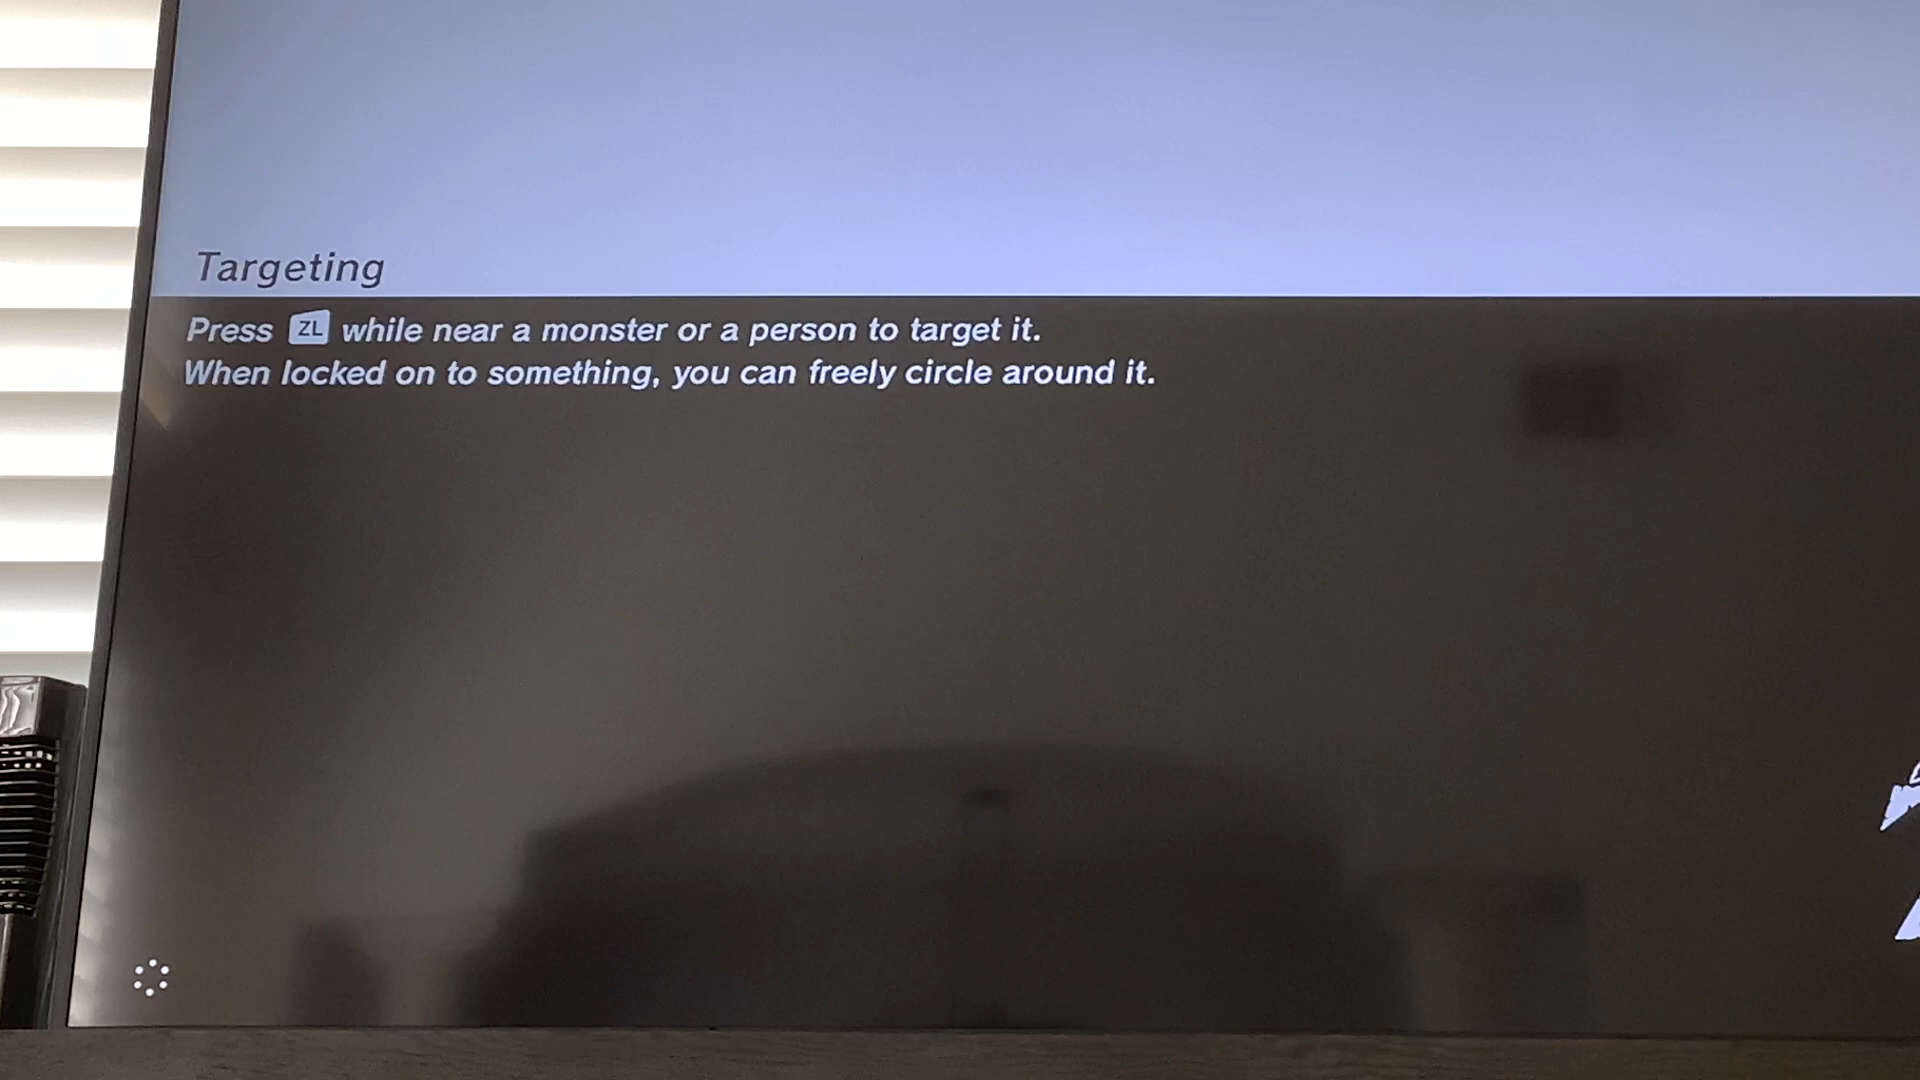 Targeting
Press ZL while near a monster or a person to target it.
When locked on to something, you can freely circle around it.